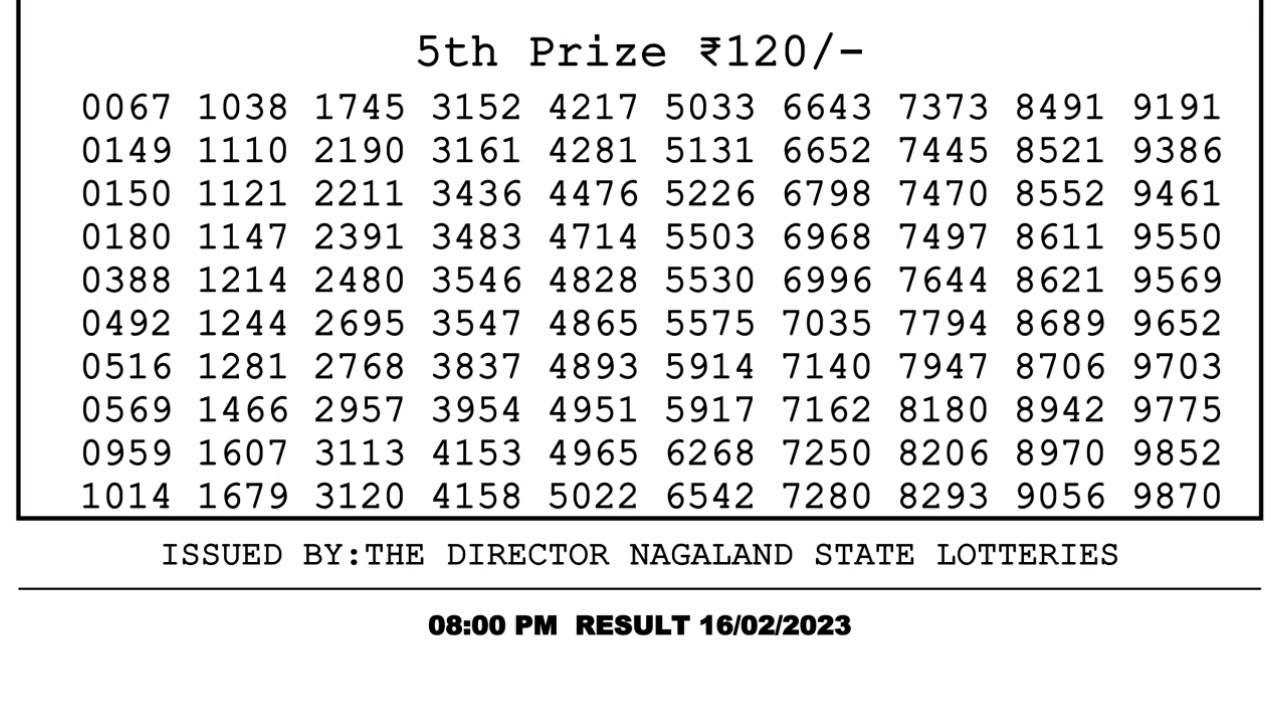 5th Prize ₹120/-
0067 1038 1745 3152 4217 5033 6643 7373 8491 9191
0149 1110 2190 3161 4281 5131 6652 7445 8521 9386
0150 1121 2211 3436 4476 5226 6798 7470 8552 9461
0180 1147 2391 3483 4714 5503 6968 7497 8611 9550
0388 1214 2480 3546 4828 5530 6996 7644 8621 9569
0492 1244 2695 3547 4865 5575 7035 7794 8689 9652
0516 1281 2768 3837 4893 5914 7140 7947 8706 9703
0569 1466 2957 3954 4951 5917 7162 8180 8942 9775
0959 1607 3113 4153 4965 6268 7250 8206 8970 9852
1014 1679 3120 4158 5022 6542 7280 8293 9056 9870
ISSUED BY:THE DIRECTOR NAGALAND STATE LOTTERIES
08:00 PM RESULT 16/02/2023